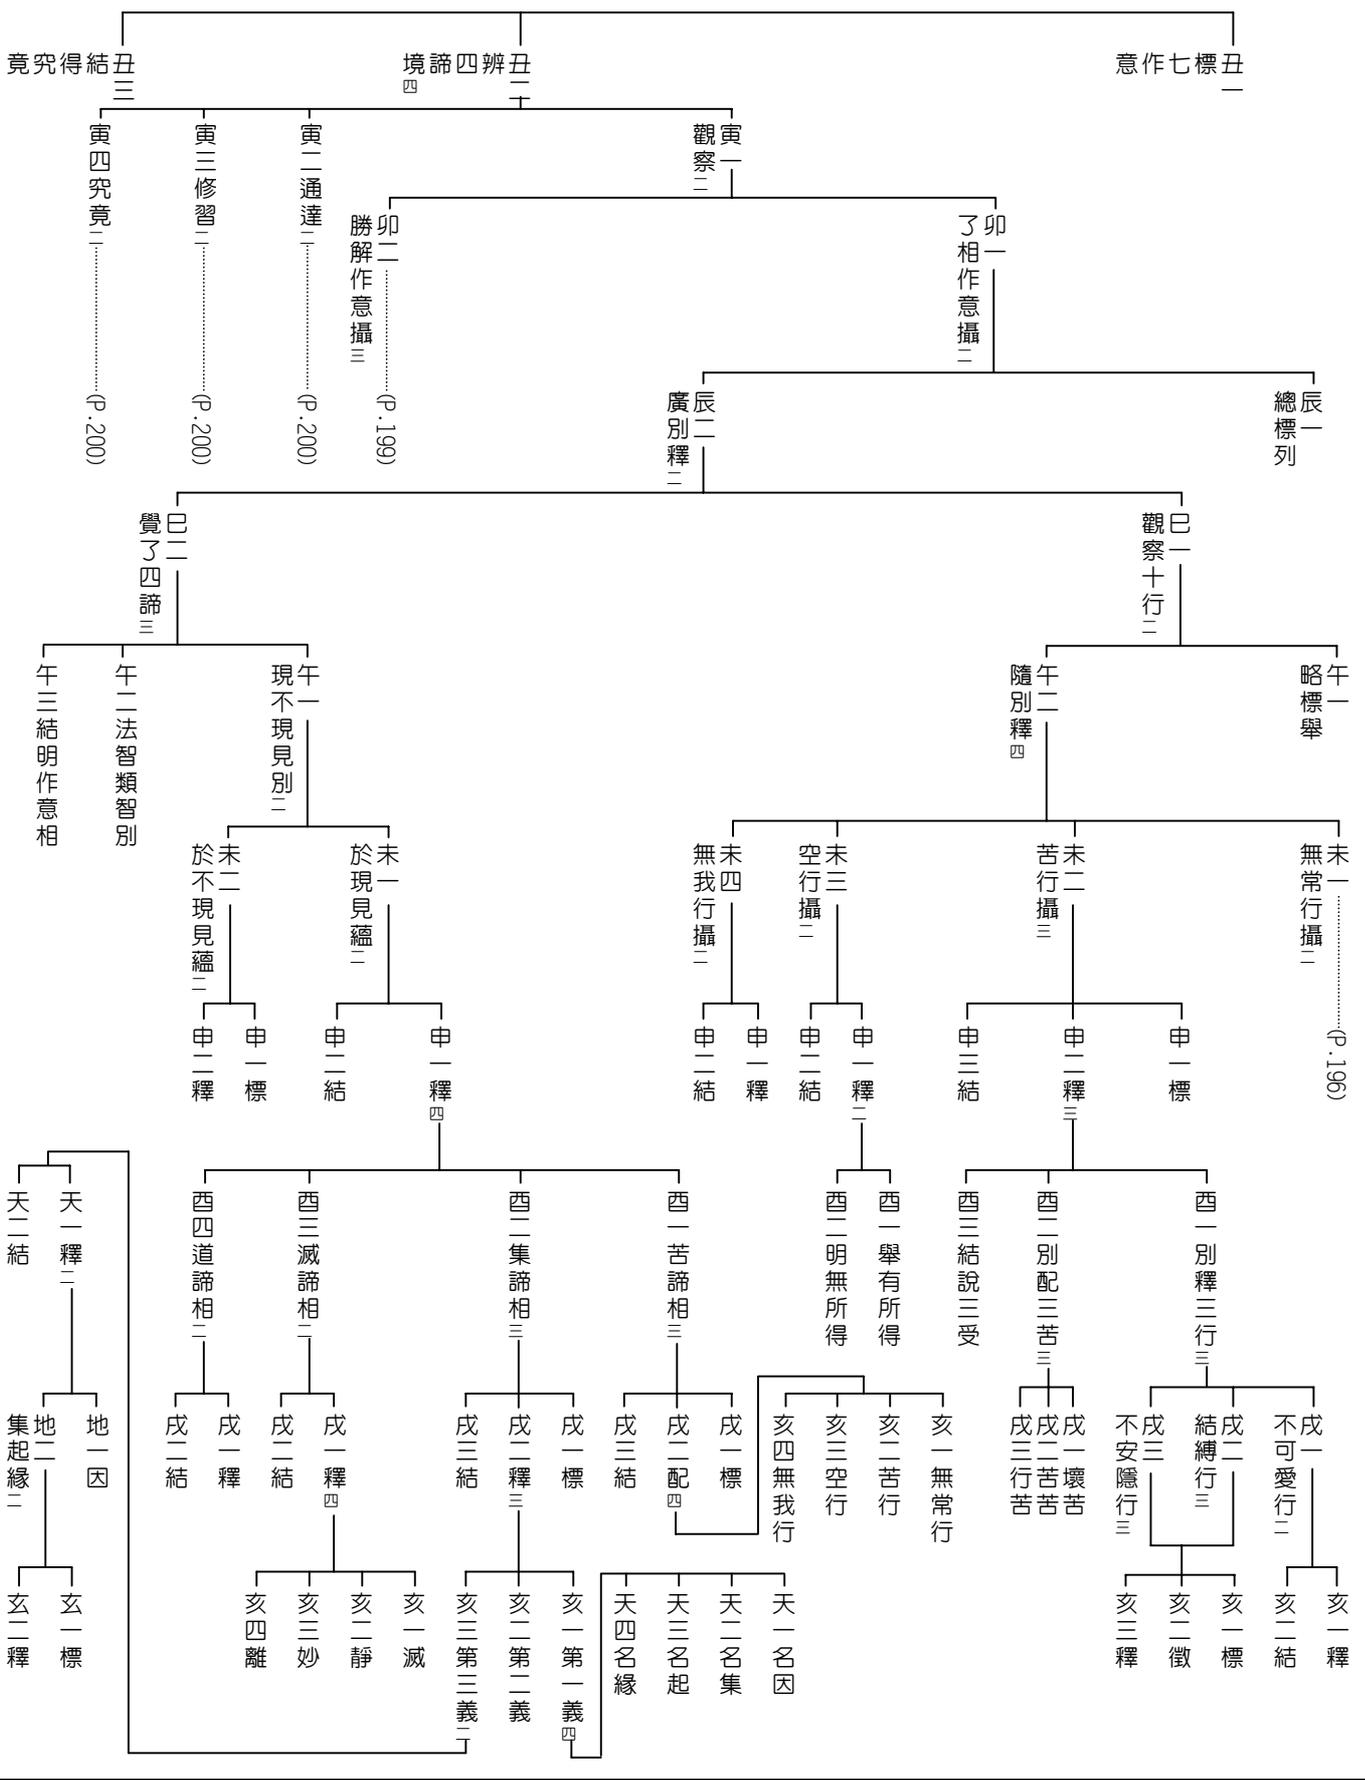 丑一標七作意
丑二辨四諦境四
丑三結得究竟
寅一觀察二
寅二通達二
(P.200)
寅三修習二
(P.200)
寅四究竟二
(P.200)
卯一了相作意攝二
卯二勝解作意攝三
(P.199)
辰一總標列
辰二廣別釋二
巳一觀察十行二
巳二覺了四諦三
午一略標舉
午二隨別釋四
午一現不現見別二
午二法智類智別
午三結明作意相
未一無常行攝二
(P.196)
未二苦行攝三
未三空行攝二
未四無我行攝二
未一於現見蘊二
未二於不現見蘊二
申一標
申二釋三
申三結
申一釋二
申二結
申一釋
申二結
申一釋四
申二結
申一標
申二釋
酉一別釋三行三
酉二別配三苦三
酉三結說三受
酉一舉有所得
酉二明無所得
酉一苦諦相三
酉二集諦相三
酉三滅諦相二
酉四道諦相二
天一釋二
天二結
戌一不可愛行二
戌二結縛行三
戌三不安隱行三
戌一壞苦
戌二苦苦
戌三行苦
亥一無常行
亥二苦行
亥三空行
亥四無我行
戌一標
戌二配四
戌三結
戌一標
戌二釋三
戌三結
戌一釋四
戌二結
戌一釋
戌二結
地一因
地二集起緣二
亥一釋
亥二結
亥一標
亥二徵
亥三釋
天一名因
天二名集
天三名起
天四名緣
亥一第一義四
亥二第二義
亥三第三義二
亥一滅
亥二靜
亥三妙
亥四離
玄一標
玄二釋